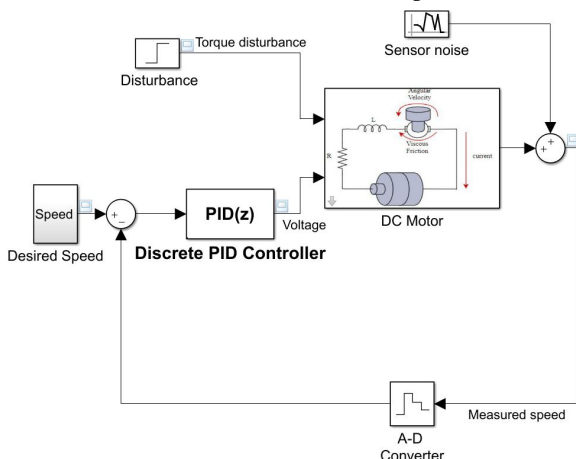 Torque disturbance
Sensor noise
Disturbance
Angular
Velocity
L
R
Viscous
Friction
current
DC Motor
Speed
Desired Speed
+
−
PID(z)
Voltage
Discrete PID Controller
+
+
Measured speed
A-D
Converter